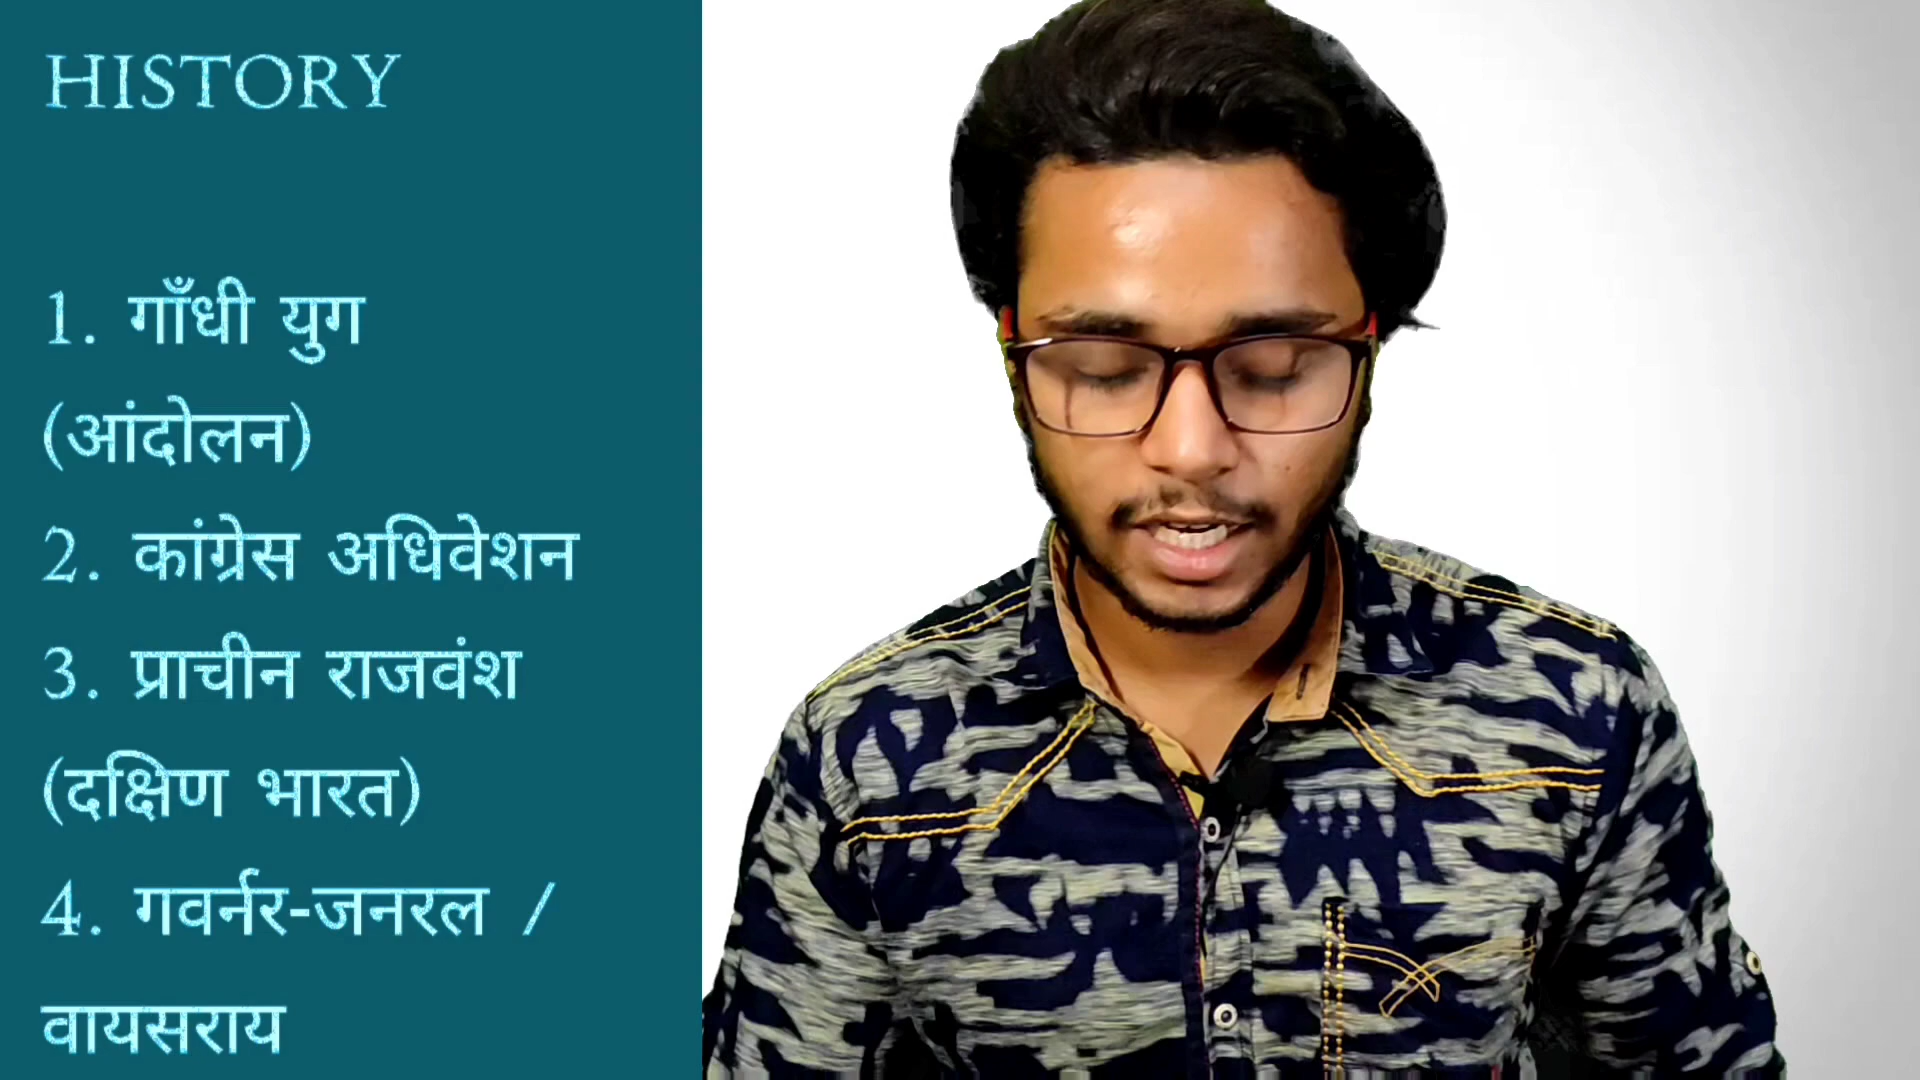 HISTORY
1. गाँधी युग
(आंदोलन)
2. कांग्रेस अधिवेशन
3. प्राचीन राजवंश
(दक्षिण भारत)
4. गवर्नर-जनरल /
वायसराय